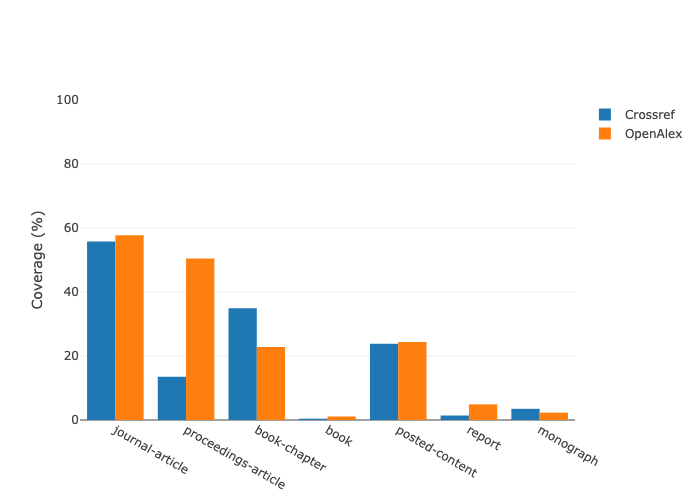 100
80
60
40
20
0
Coverage (%)
journal-article
proceedings-article
book-chapter
book
posted-content
report
monograph
Crossref
OpenAlex